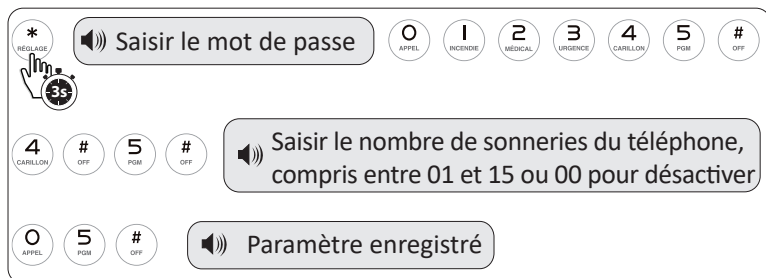 * RÉGLAGE 3s Saisir le mot de passe 0 APPEL 1 INCENDIE 2 MÉDICAL 3 URGENCE 4 CARILLON 5 PGM # OFF
4 CARILLON # OFF 5 PGM # OFF Saisir le nombre de sonneries du téléphone,
compris entre 01 et 15 ou 00 pour désactiver
0 APPEL 5 PGM # OFF Paramètre enregistré